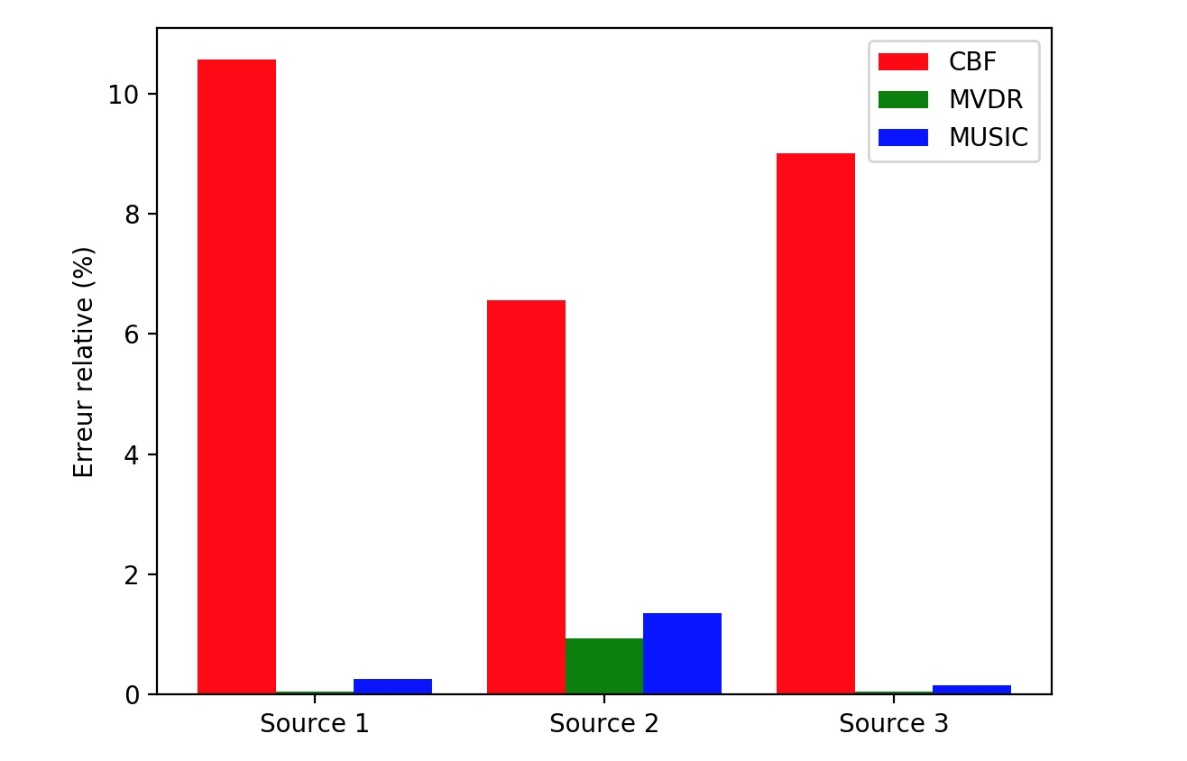 CBF
MVDR
MUSIC
Erreur relative (%)
10
8
6
4
2
0
Source 1
Source 2
Source 3